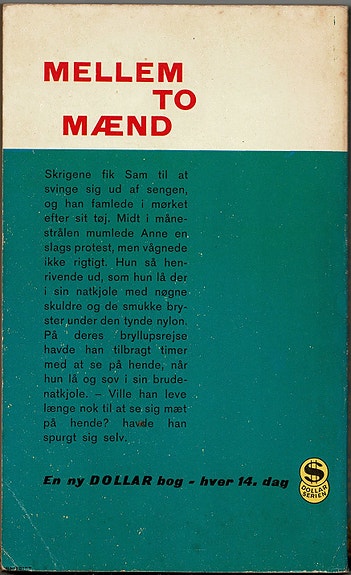 MELLEM
TO
MÆND
Skrigene fik Sam til at
svinge sig ud af sengen,
og han famlede i mørket
efter sit tøj. Midt i måne-
strålen mumlede Anne en
slags protest, men vågnede
ikke rigtigt. Hun så hen-
rivende ud, som hun lå der
i sin natkjole med nøgne
skuldre og de smukke bry-
ster under den tynde nylon.
På deres bryllupsrejse
havde han tilbragt timer
med at se på hende, når
hun lå og sov i sin brude-
natkjole. – Ville han leve
længe nok til at se sig mæt
på hende? havde han
spurgt sig selv.
En ny DOLLAR bog - hver 14. dag
$
DOLLAR
SERIEN